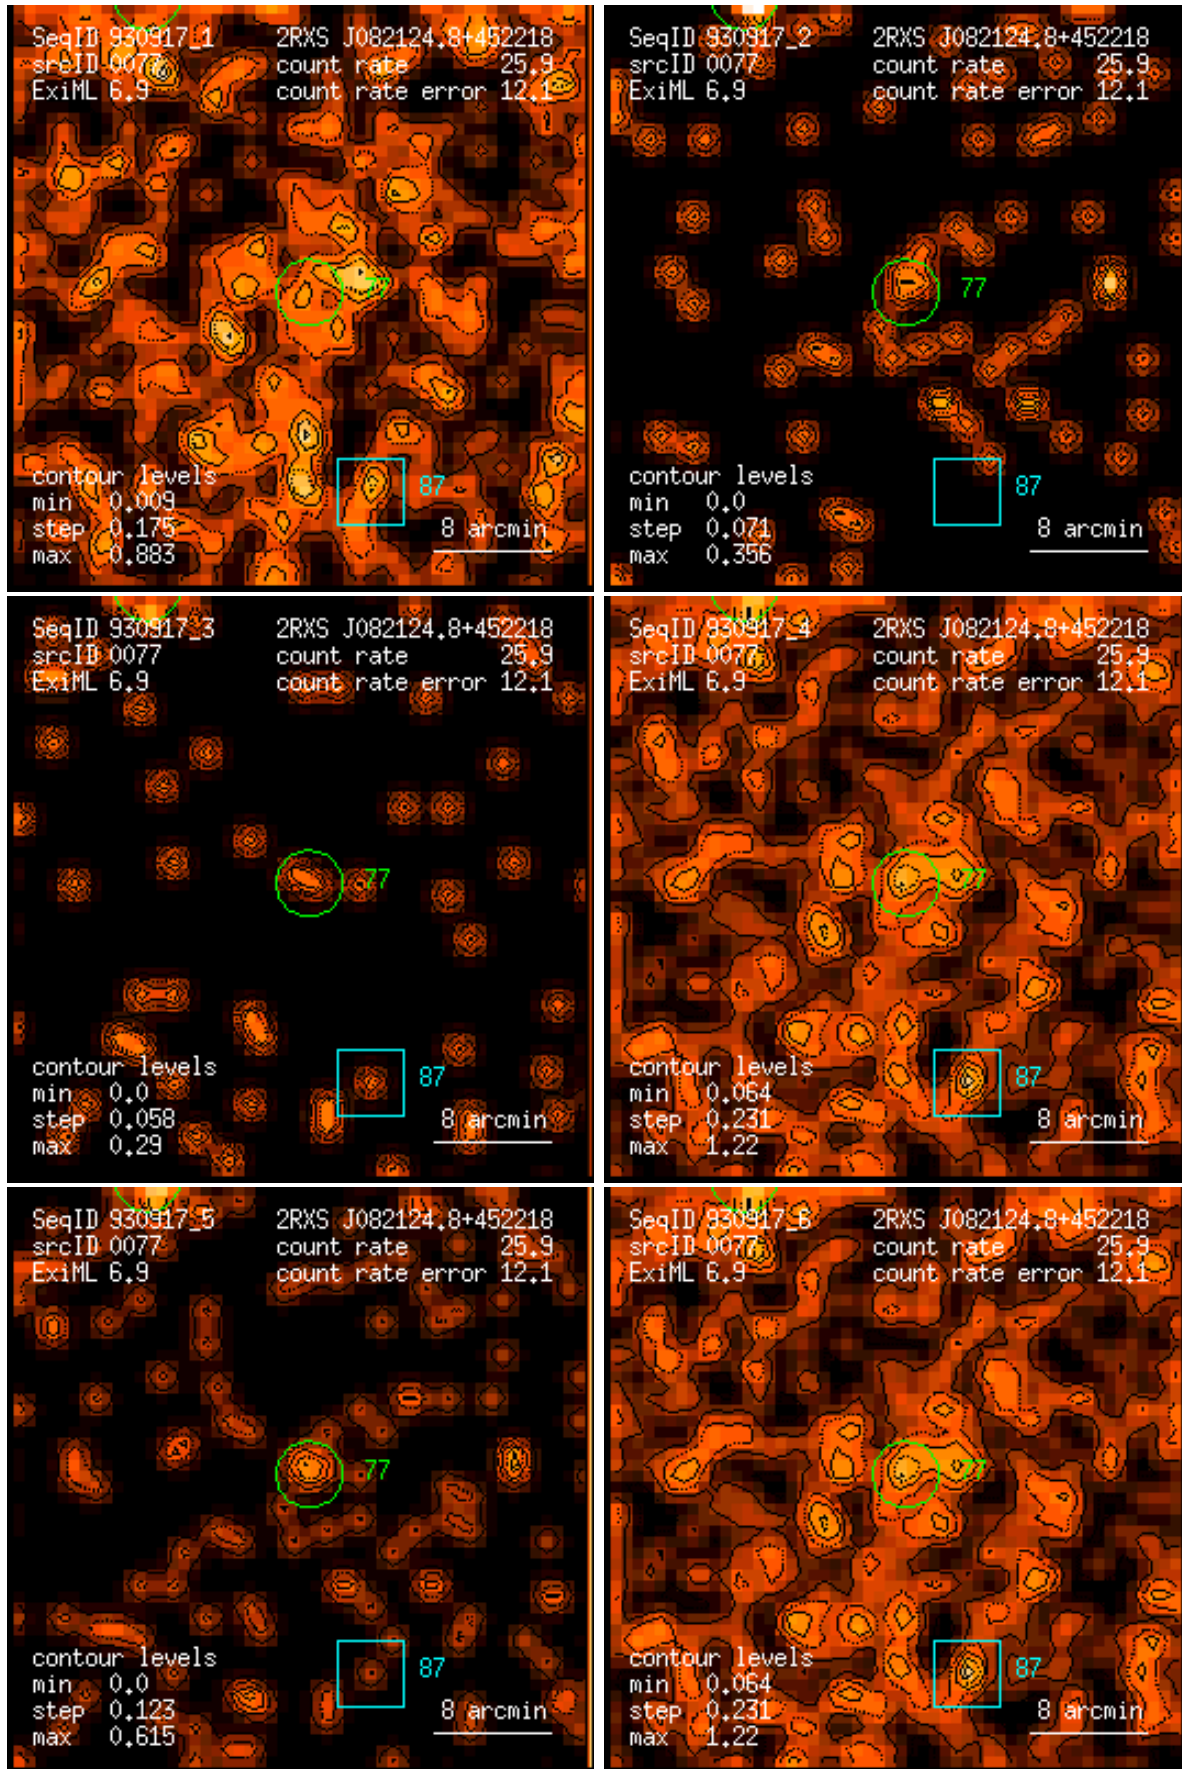 SeqID 930917_1 2RXS J082124.8+452218
srcID 0077 count rate 25.9
ExiML 6.9 count rate error 12.1
77
contour levels
87
min 0.009
step 0.175 8 arcmin
max 0.883
SeqID 930917_2 2RXS J082124.8+452218
srcID 0077 count rate 25.9
ExiML 6.9 count rate error 12.1
77
contour levels
87
min 0.0
step 0.071 8 arcmin
max 0.356
SeqID 930917_3 2RXS J082124.8+452218
srcID 0077 count rate 25.9
ExiML 6.9 count rate error 12.1
77
contour levels
87
min 0.0
step 0.058 8 arcmin
max 0.29
SeqID 930917_4 2RXS J082124.8+452218
srcID 0077 count rate 25.9
ExiML 6.9 count rate error 12.1
77
contour levels
87
min 0.064
step 0.231 8 arcmin
max 1.22
SeqID 930917_5 2RXS J082124.8+452218
srcID 0077 count rate 25.9
ExiML 6.9 count rate error 12.1
77
contour levels
87
min 0.0
step 0.123 8 arcmin
max 0.615
SeqID 930917_6 2RXS J082124.8+452218
srcID 0077 count rate 25.9
ExiML 6.9 count rate error 12.1
77
contour levels
87
min 0.064
step 0.231 8 arcmin
max 1.22